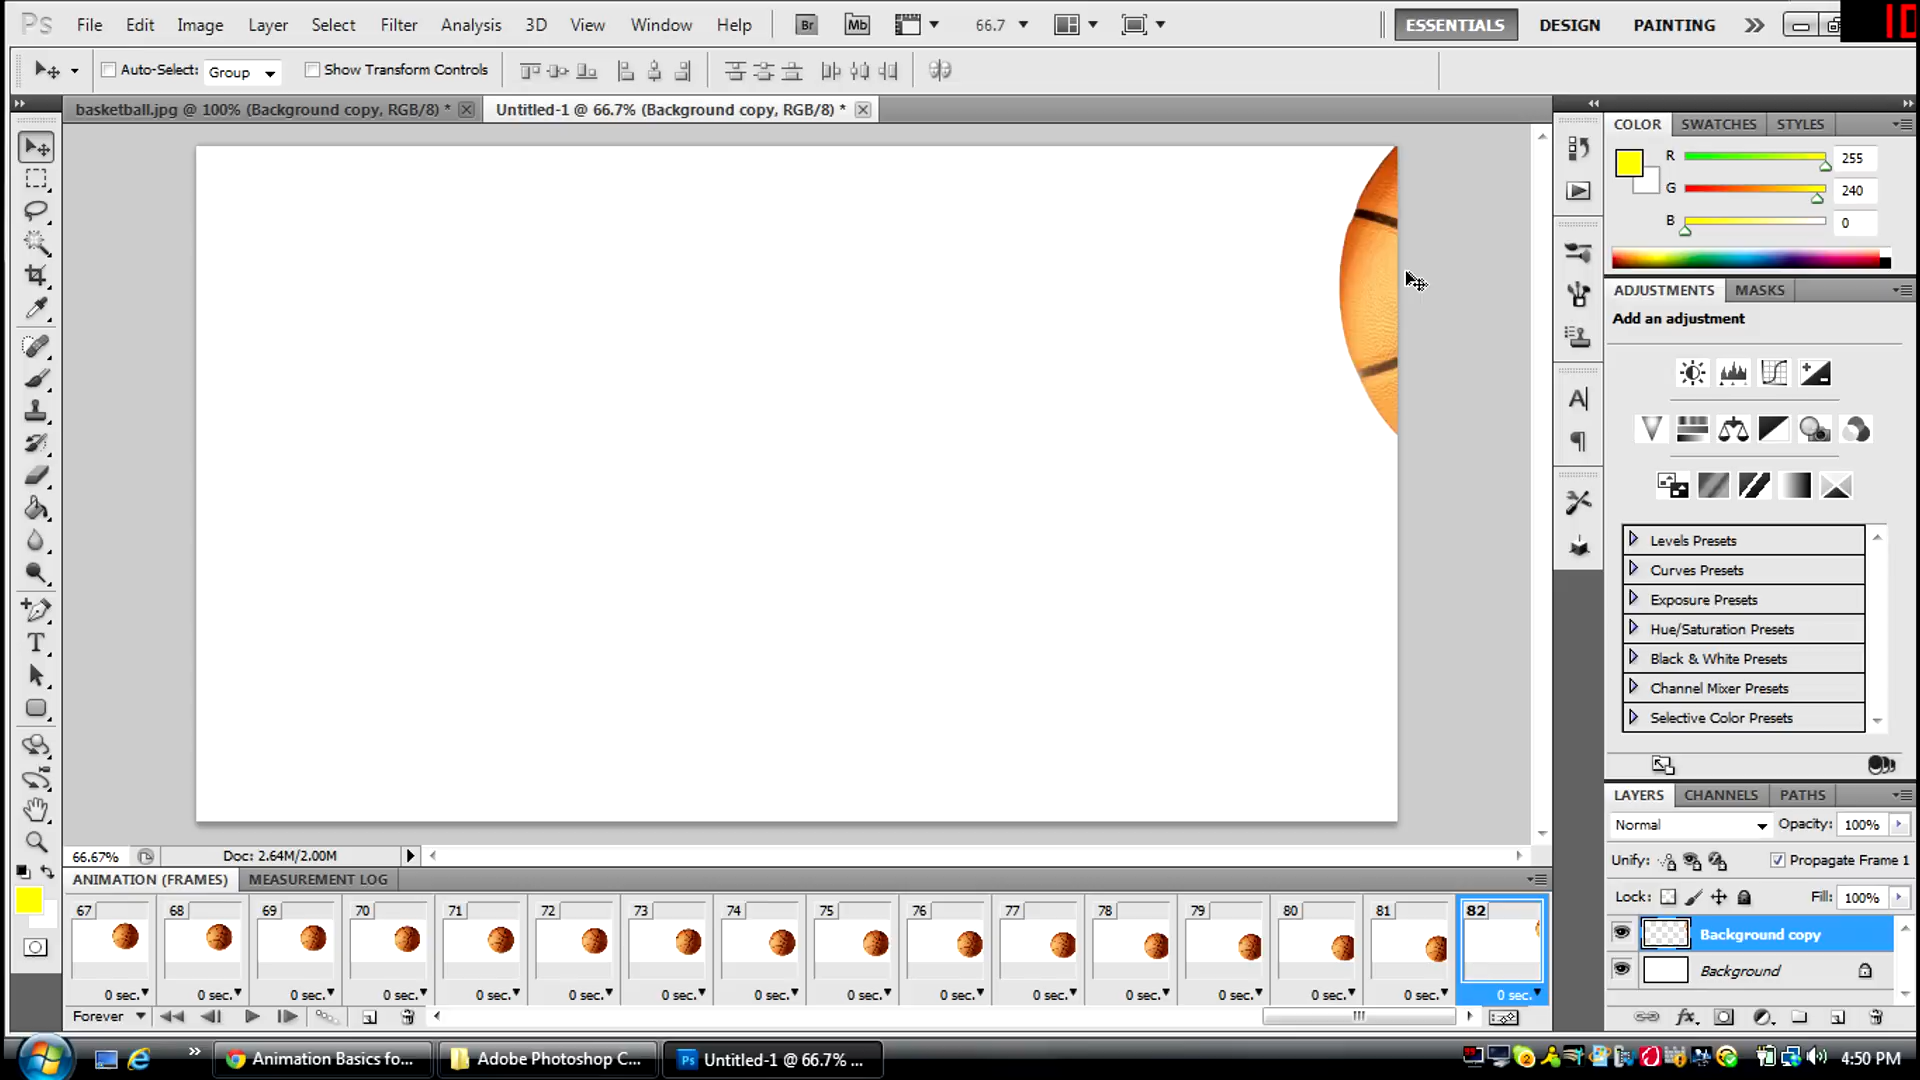 Ps File Edit Image Layer Select Filter Analysis 3D View Window Help Br Mb 66.7 ESSENTIALS DESIGN PAINTING
Auto-Select: Group Show Transform Controls
basketball.jpg @ 100% (Background copy, RGB/8) * Untitled-1 @ 66.7% (Background copy, RGB/8) *
COLOR SWATCHES STYLES
R 255
G 240
B 0
ADJUSTMENTS MASKS
Add an adjustment
Levels Presets
Curves Presets
Exposure Presets
Hue/Saturation Presets
Black & White Presets
Channel Mixer Presets
Selective Color Presets
LAYERS CHANNELS PATHS
Normal Opacity: 100%
Unify: Propagate Frame 1
Lock: Fill: 100%
Background copy
Background
66.67% Doc: 2.64M/2.00M
ANIMATION (FRAMES) MEASUREMENT LOG
67 68 69 70 71 72 73 74 75 76 77 78 79 80 81 82
0 sec. 0 sec. 0 sec. 0 sec. 0 sec. 0 sec. 0 sec. 0 sec. 0 sec. 0 sec. 0 sec. 0 sec. 0 sec. 0 sec. 0 sec. 0 sec.
Forever
Animation Basics fo... Adobe Photoshop C... Ps Untitled-1 @ 66.7% ... 4:50 PM